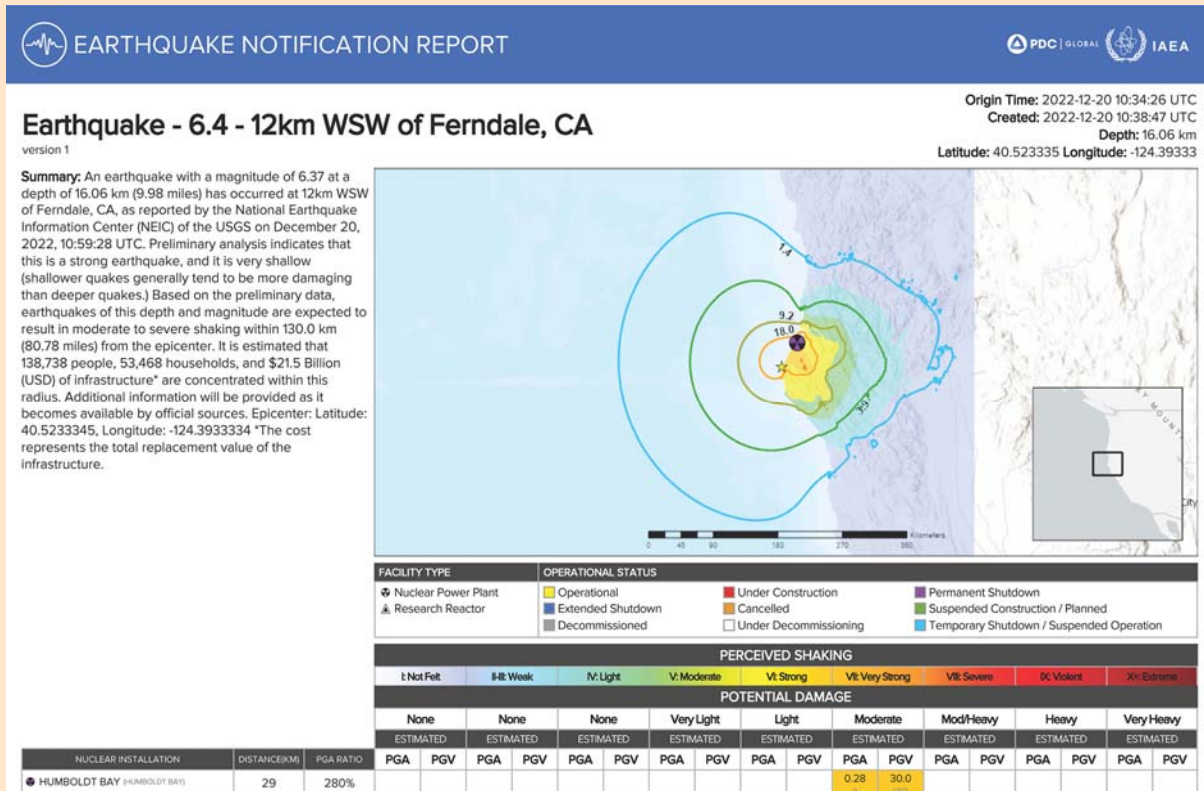 EARTHQUAKE NOTIFICATION REPORT
PDC | GLOBAL
IAEA
Earthquake - 6.4 - 12km WSW of Ferndale, CA
version 1
Origin Time: 2022-12-20 10:34:26 UTC
Created: 2022-12-20 10:38:47 UTC
Depth: 16.06 km
Latitude: 40.523335 Longitude: -124.39333
Summary: An earthquake with a magnitude of 6.37 at a
depth of 16.06 km (9.98 miles) has occurred at 12km WSW
of Ferndale, CA, as reported by the National Earthquake
Information Center (NEIC) of the USGS on December 20,
2022, 10:59:28 UTC. Preliminary analysis indicates that
this is a strong earthquake, and it is very shallow
(shallower quakes generally tend to be more damaging
than deeper quakes.) Based on the preliminary data,
earthquakes of this depth and magnitude are expected to
result in moderate to severe shaking within 130.0 km
(80.78 miles) from the epicenter. It is estimated that
138,738 people, 53,468 households, and $21.5 Billion
(USD) of infrastructure* are concentrated within this
radius. Additional information will be provided as it
becomes available by official sources. Epicenter: Latitude:
40.5233345, Longitude: -124.3933334 *The cost
represents the total replacement value of the
infrastructure.
1.4
9.2
18.0
3.9
City
0 45 90 180 270 360 Kilometers
FACILITY TYPE OPERATIONAL STATUS
Nuclear Power Plant Operational Under Construction Permanent Shutdown
Research Reactor Extended Shutdown Cancelled Suspended Construction / Planned
Decommissioned Under Decommissioning Temporary Shutdown / Suspended Operation
PERCEIVED SHAKING
I: Not Felt II-III: Weak IV: Light V: Moderate VI: Strong VII: Very Strong VIII: Severe IX: Violent X+: Extreme
POTENTIAL DAMAGE
None None None Very Light Light Moderate Mod/Heavy Heavy Very Heavy
ESTIMATED ESTIMATED ESTIMATED ESTIMATED ESTIMATED ESTIMATED ESTIMATED ESTIMATED ESTIMATED
NUCLEAR INSTALLATION DISTANCE(KM) PGA RATIO PGA PGV PGA PGV PGA PGV PGA PGV PGA PGV PGA PGV PGA PGV PGA PGV PGA PGV
HUMBOLDT BAY (HUMBOLDT BAY) 29 280% 0.28 30.0